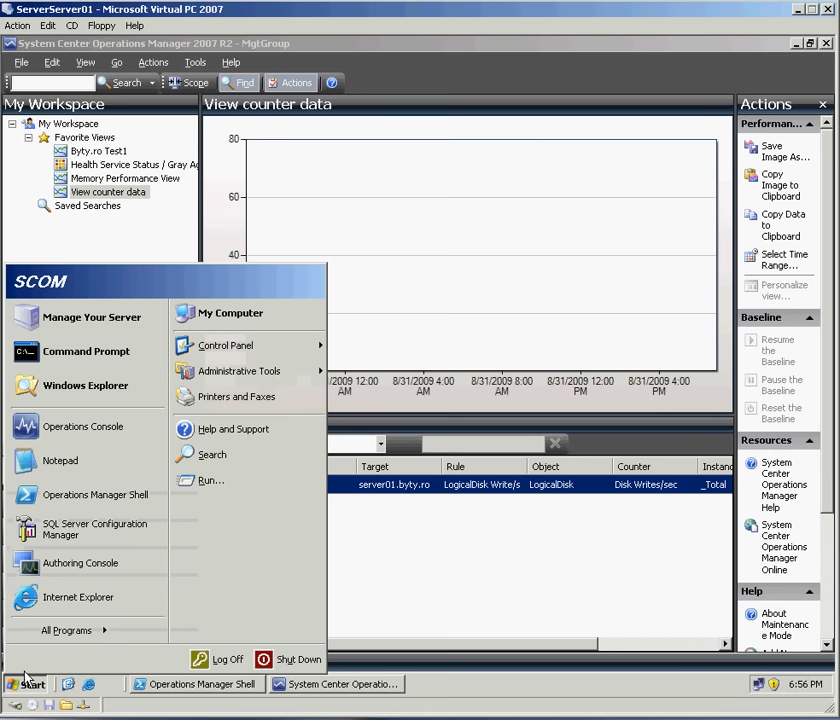 ServerServer01 - Microsoft Virtual PC 2007
Action Edit CD Floppy Help
System Center Operations Manager 2007 R2 - MgtGroup
File Edit View Go Actions Tools Help
Search Scope Find Actions
My Workspace
My Workspace
Favorite Views
Byty.ro Test1
Health Service Status / Gray Ag
Memory Performance View
View counter data
Saved Searches
View counter data
80
60
40
/2009 12:00 AM
8/31/2009 4:00 AM
8/31/2009 8:00 AM
8/31/2009 12:00 PM
8/31/2009 4:00 PM
Target Rule Object Counter Instanc
server01.byty.ro LogicalDisk Write/s LogicalDisk Disk Writes/sec _Total
Actions
Performan...
Save
Image As...
Copy
Image to
Clipboard
Copy Data
to
Clipboard
Select Time
Range...
Personalize
view...
Baseline
Resume
the
Baseline
Pause the
Baseline
Reset the
Baseline
Resources
System
Center
Operations
Manager
Help
System
Center
Operations
Manager
Online
Help
About
Maintenanc
e Mode
SCOM
Manage Your Server
Command Prompt
Windows Explorer
Operations Console
Notepad
Operations Manager Shell
SQL Server Configuration
Manager
Authoring Console
Internet Explorer
All Programs
My Computer
Control Panel
Administrative Tools
Printers and Faxes
Help and Support
Search
Run...
Log Off Shut Down
Start Operations Manager Shell System Center Operatio... 6:56 PM